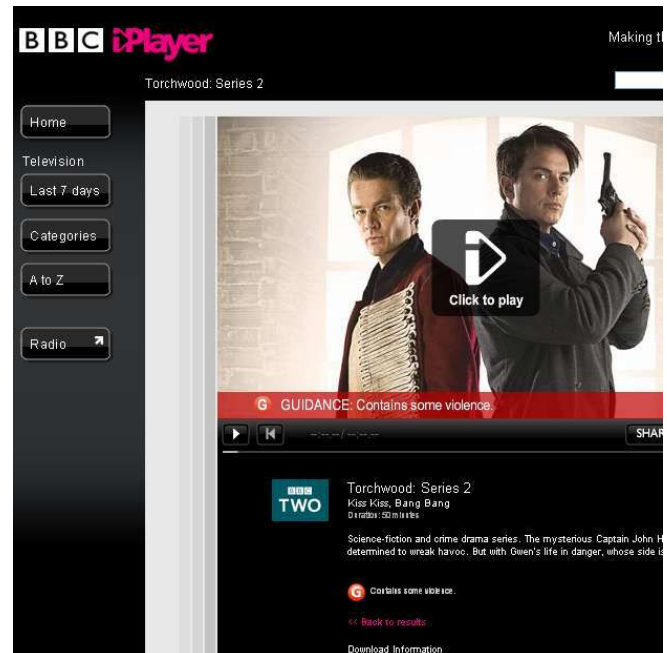 BBC iPlayer
Making th
Torchwood: Series 2
Home
Television
Last 7 days
Categories
A to Z
Radio
Click to play
G GUIDANCE: Contains some violence.
--:--:-- / --:--:--
SHAR
BBC
TWO
Torchwood: Series 2
Kiss Kiss, Bang Bang
Duration: 50 minutes
Science-fiction and crime drama series. The mysterious Captain John H
determined to wreak havoc. But with Gwen's life in danger, whose side is
G Contains some violence.
<< Back to results
Download Information